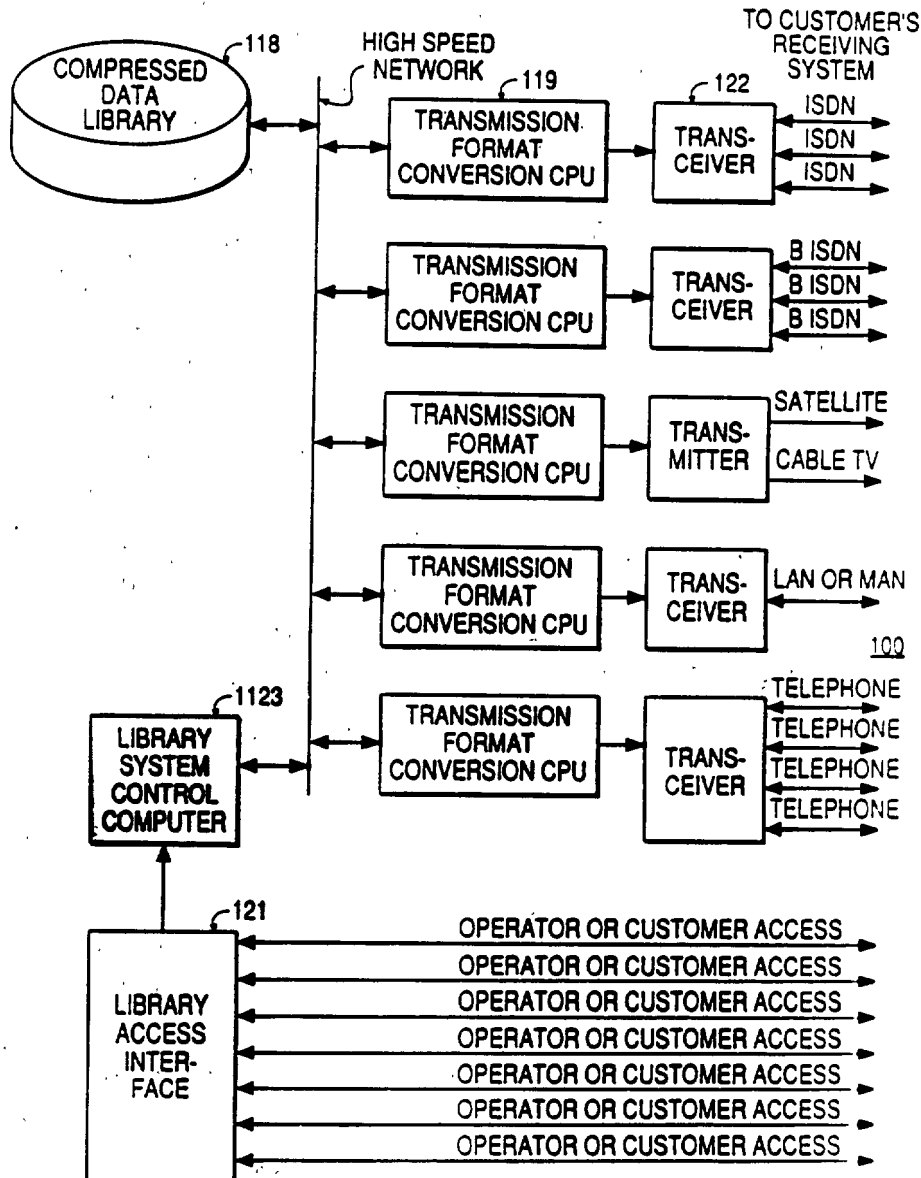 118
COMPRESSED
DATA
LIBRARY
HIGH SPEED
NETWORK
TO CUSTOMER'S
RECEIVING
SYSTEM
119
TRANSMISSION
FORMAT
CONVERSION CPU
122
TRANS-
CEIVER
ISDN
ISDN
ISDN
TRANSMISSION
FORMAT
CONVERSION CPU
TRANS-
CEIVER
B ISDN
B ISDN
B ISDN
TRANSMISSION
FORMAT
CONVERSION CPU
TRANS-
MITTER
SATELLITE
CABLE TV
TRANSMISSION
FORMAT
CONVERSION CPU
TRANS-
CEIVER
LAN OR MAN
100
1123
LIBRARY
SYSTEM
CONTROL
COMPUTER
TRANSMISSION
FORMAT
CONVERSION CPU
TRANS-
CEIVER
TELEPHONE
TELEPHONE
TELEPHONE
TELEPHONE
121
LIBRARY
ACCESS
INTER-
FACE
OPERATOR OR CUSTOMER ACCESS
OPERATOR OR CUSTOMER ACCESS
OPERATOR OR CUSTOMER ACCESS
OPERATOR OR CUSTOMER ACCESS
OPERATOR OR CUSTOMER ACCESS
OPERATOR OR CUSTOMER ACCESS
OPERATOR OR CUSTOMER ACCESS